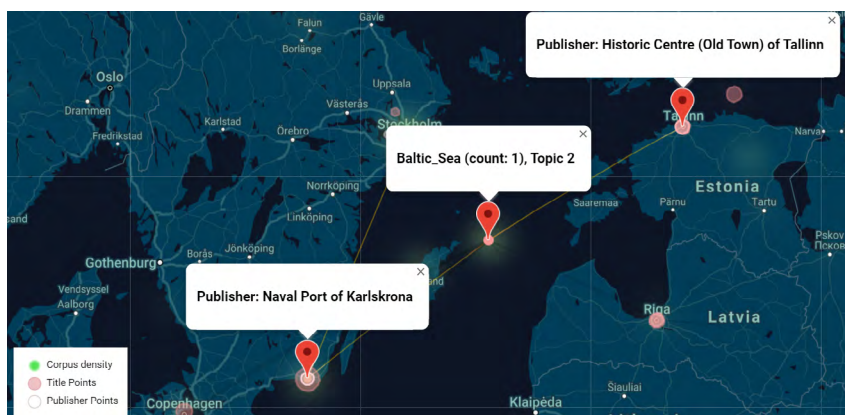 Falun
Gävle
Borlänge
×
Publisher: Historic Centre (Old Town) of Tallinn
Oslo
Uppsala
Drammen
Västerås
Karlstad
Örebro
Stockholm
Tallinn
Fredrikstad
Narva
×
Baltic_Sea (count: 1), Topic 2
Norrköping
Linköping
Estonia
Saaremaa
Pärnu
Tartu
sand
Pskov
Псков
Gothenburg
Borås
Jönköping
×
Publisher: Naval Port of Karlskrona
Vendsyssel
Aalborg
Riga
Latvia
Corpus density
Title Points
Publisher Points
Copenhagen
Klaipėda
Šiauliai